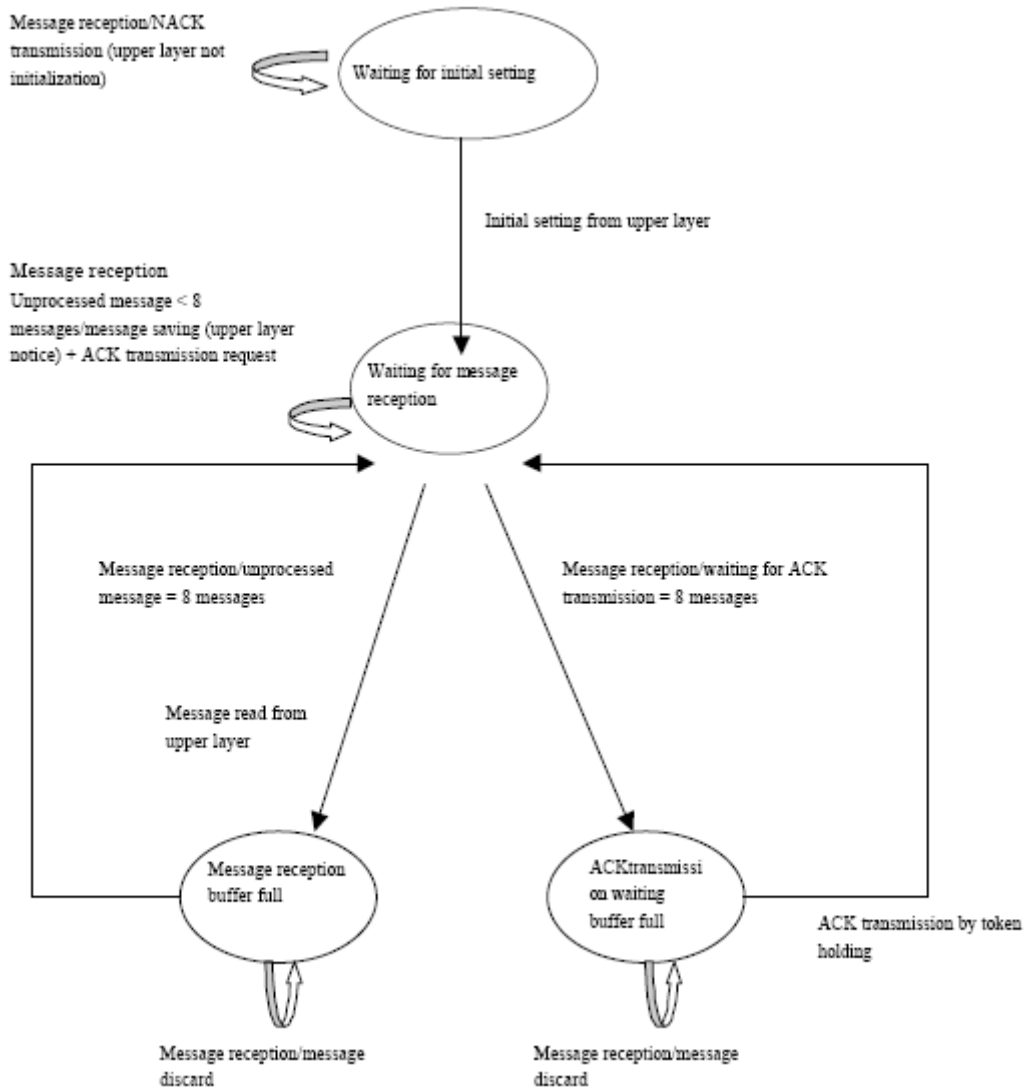 Message reception/NACK
transmission (upper layer not
initialization)
Waiting for initial setting
Initial setting from upper layer
Message reception
Unprocessed message < 8
messages/message saving (upper layer
notice) + ACK transmission request
Waiting for message
reception
Message reception/unprocessed
message = 8 messages
Message reception/waiting for ACK
transmission = 8 messages
Message read from
upper layer
Message reception
buffer full
ACKtransmissi
on waiting
buffer full
ACK transmission by token
holding
Message reception/message
discard
Message reception/message
discard